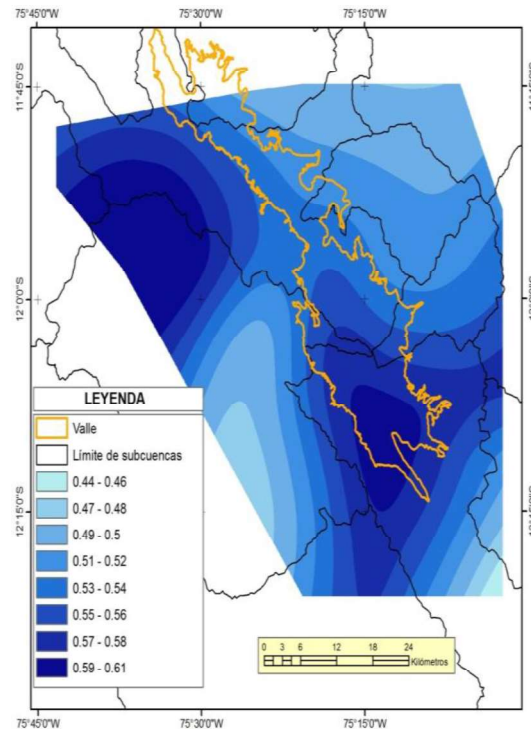 75°45'0"W 75°30'0"W 75°15'0"W
11°45'0"S
12°0'0"S
12°15'0"S
LEYENDA
Valle
Límite de subcuencas
0.44 - 0.46
0.47 - 0.48
0.49 - 0.5
0.51 - 0.52
0.53 - 0.54
0.55 - 0.56
0.57 - 0.58
0.59 - 0.61
0 3 6 12 18 24
Kilómetros
75°45'0"W 75°30'0"W 75°15'0"W